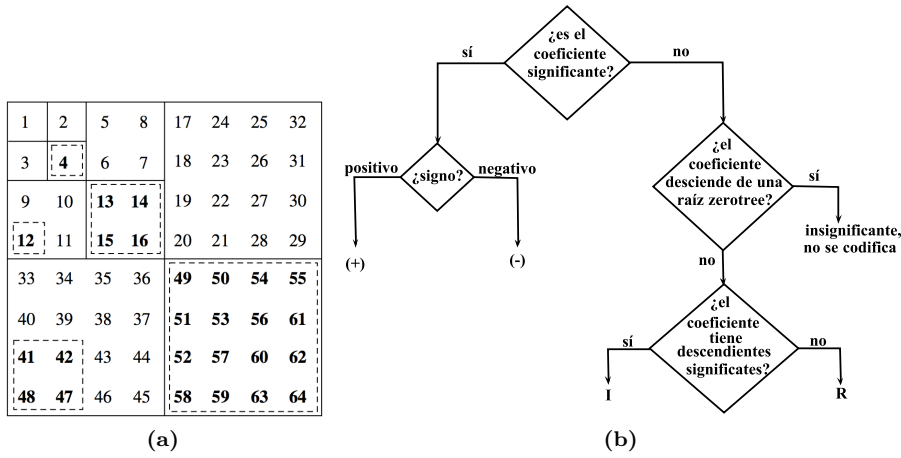 1 2 5 8 17 24 25 32
3 4 6 7 18 23 26 31
9 10 13 14 19 22 27 30
12 11 15 16 20 21 28 29
33 34 35 36 49 50 54 55
40 39 38 37 51 53 56 61
41 42 43 44 52 57 60 62
48 47 46 45 58 59 63 64
(a)
¿es el
coeficiente
significante?
sí
no
¿signo?
positivo
negativo
(+)
(-)
¿el
coeficiente
desciende de una
raíz zerotree?
sí
insignificante,
no se codifica
no
¿el
coeficiente
tiene
descendientes
significates?
sí
no
I
R
(b)